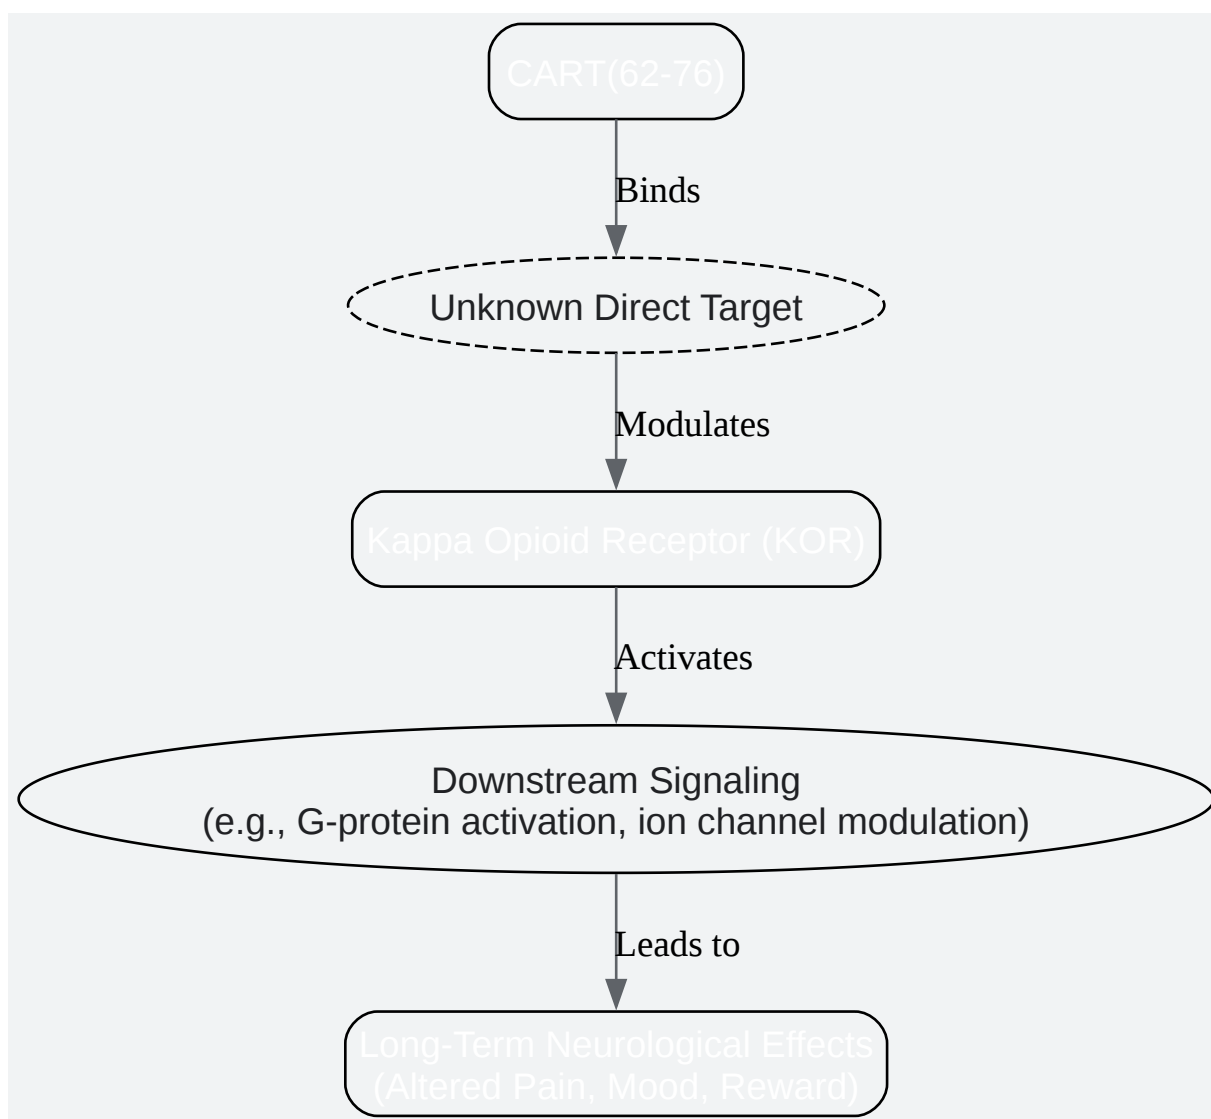 CART(62-76)
Binds
Unknown Direct Target
Modulates
Kappa Opioid Receptor (KOR)
Activates
Downstream Signaling
(e.g., G-protein activation, ion channel modulation)
Leads to
Long-Term Neurological Effects
(Altered Pain, Mood, Reward)